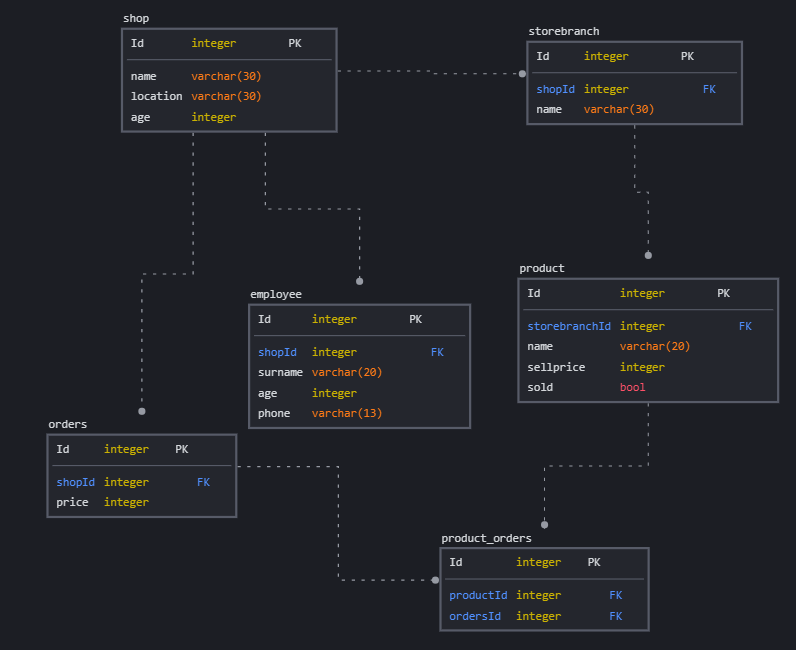 shop
Id integer PK
name varchar(30)
location varchar(30)
age integer
storebranch
Id integer PK
shopId integer FK
name varchar(30)
employee
Id integer PK
shopId integer FK
surname varchar(20)
age integer
phone varchar(13)
product
Id integer PK
storebranchId integer FK
name varchar(20)
sellprice integer
sold bool
orders
Id integer PK
shopId integer FK
price integer
product_orders
Id integer PK
productId integer FK
ordersId integer FK